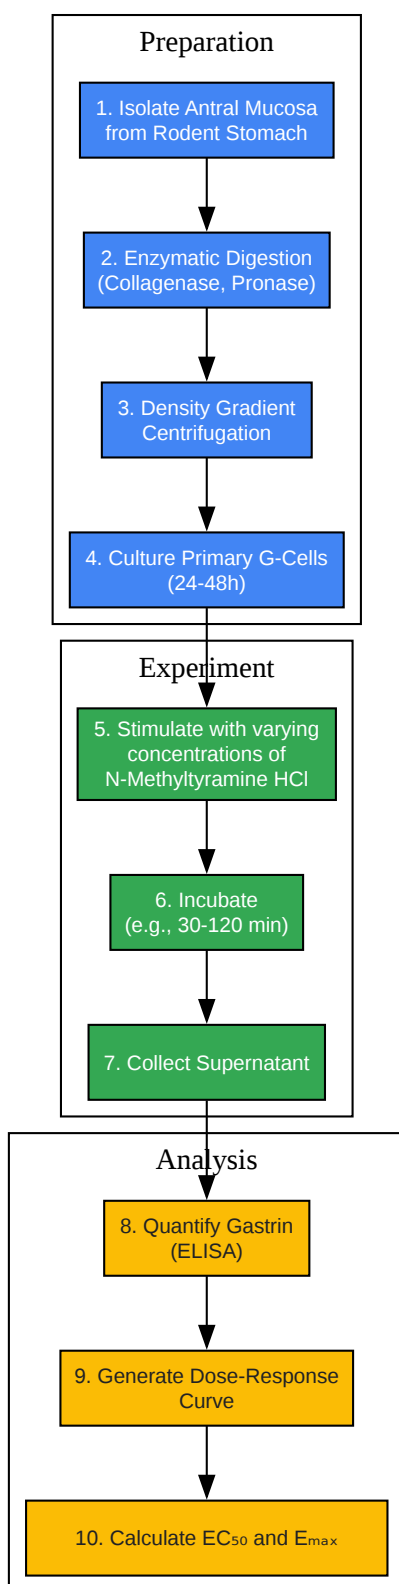 Preparation
1. Isolate Antral Mucosa
from Rodent Stomach
2. Enzymatic Digestion
(Collagenase, Pronase)
3. Density Gradient
Centrifugation
4. Culture Primary G-Cells
(24-48h)
Experiment
5. Stimulate with varying
concentrations of
N-Methyltyramine HCl
6. Incubate
(e.g., 30-120 min)
7. Collect Supernatant
Analysis
8. Quantify Gastrin
(ELISA)
9. Generate Dose-Response
Curve
10. Calculate EC₅₀ and Eₘₐₓ